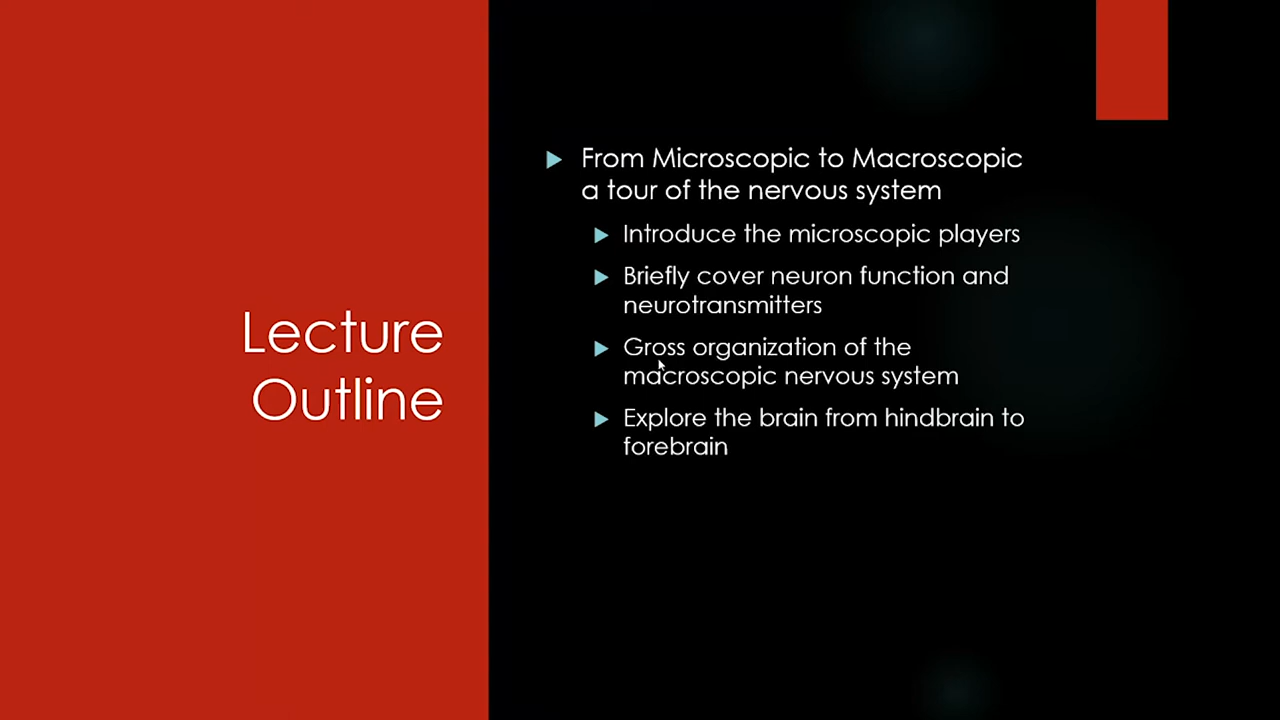 Lecture
Outline
From Microscopic to Macroscopic
a tour of the nervous system
Introduce the microscopic players
Briefly cover neuron function and
neurotransmitters
Gross organization of the
macroscopic nervous system
Explore the brain from hindbrain to
forebrain